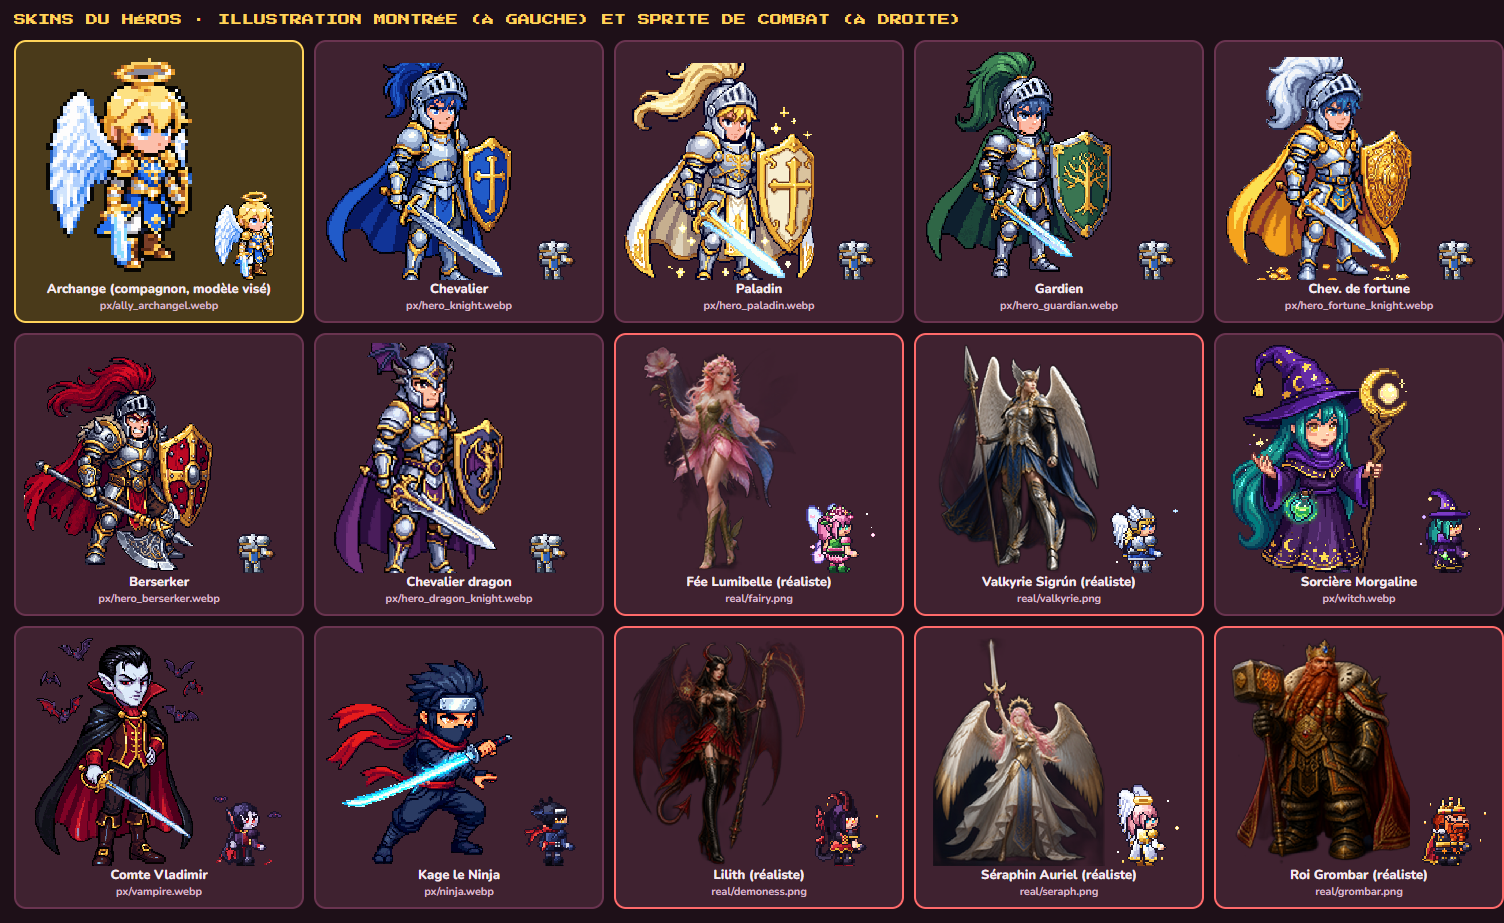 SKINS DU HÉROS · ILLUSTRATION MONTRÉE (À GAUCHE) ET SPRITE DE COMBAT (À DROITE)
Archange (compagnon, modèle visé)
px/ally_archangel.webp
Chevalier
px/hero_knight.webp
Paladin
px/hero_paladin.webp
Gardien
px/hero_guardian.webp
Chev. de fortune
px/hero_fortune_knight.webp
Berserker
px/hero_berserker.webp
Chevalier dragon
px/hero_dragon_knight.webp
Fée Lumibelle (réaliste)
real/fairy.png
Valkyrie Sigrún (réaliste)
real/valkyrie.png
Sorcière Morgaline
px/witch.webp
Comte Vladimir
px/vampire.webp
Kage le Ninja
px/ninja.webp
Lilith (réaliste)
real/demoness.png
Séraphin Auriel (réaliste)
real/seraph.png
Roi Grombar (réaliste)
real/grombar.png